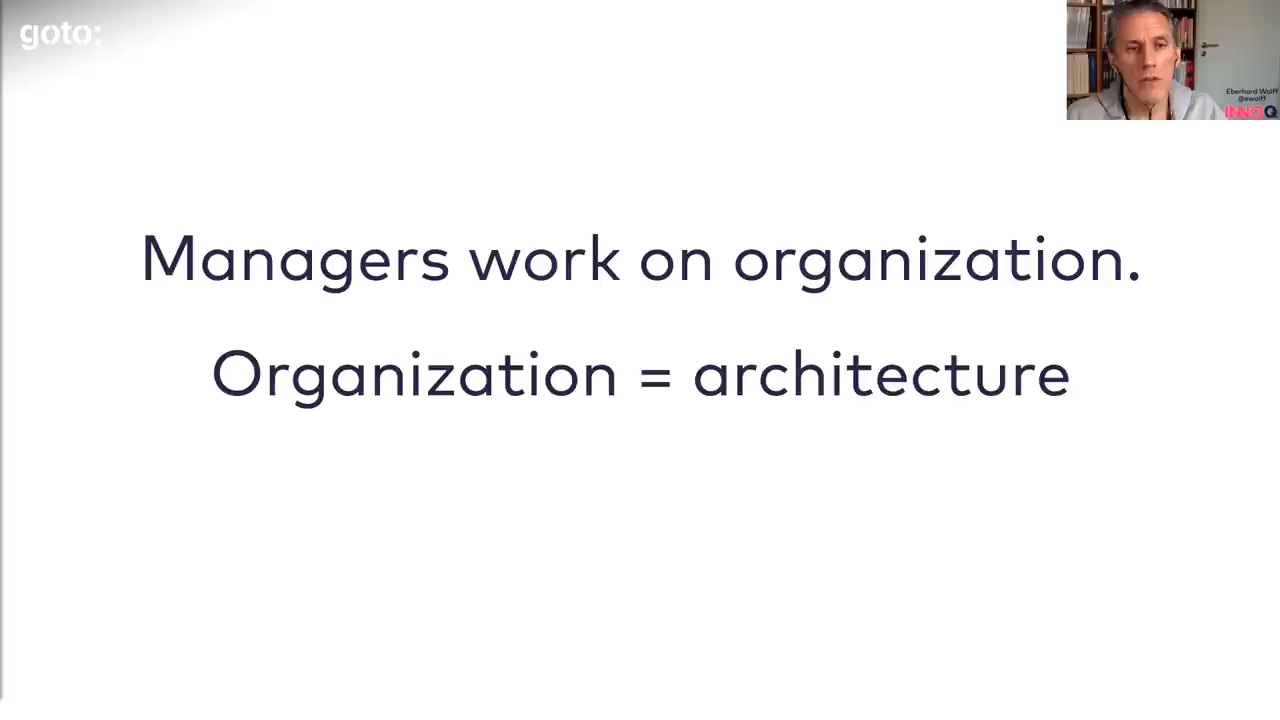 goto;
Eberhard Wolff
@ewolff
INNOQ
Managers work on organization.
Organization = architecture